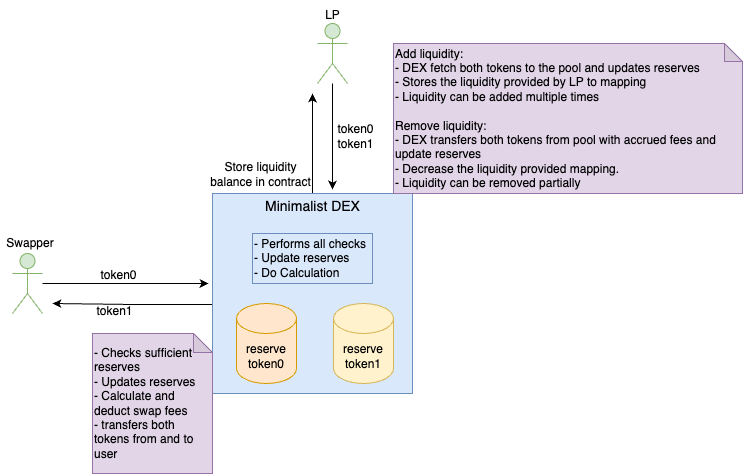 LP
Add liquidity:
- DEX fetch both tokens to the pool and updates reserves
- Stores the liquidity provided by LP to mapping
- Liquidity can be added multiple times
Remove liquidity:
- DEX transfers both tokens from pool with accrued fees and
update reserves
- Decrease the liquidity provided mapping.
- Liquidity can be removed partially
token0
token1
Store liquidity
balance in contract
Minimalist DEX
- Performs all checks
- Update reserves
- Do Calculation
Swapper
token0
token1
reserve
token0
reserve
token1
- Checks sufficient
reserves
- Updates reserves
- Calculate and
deduct swap fees
- transfers both
tokens from and to
user